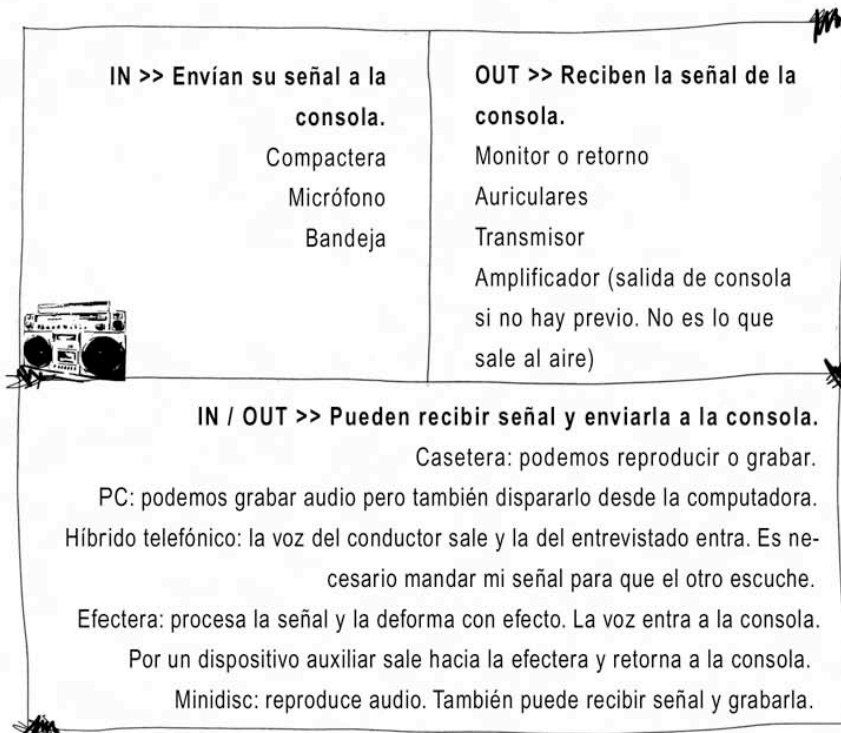 IN >> Envían su señal a la
consola.
Compactera
Micrófono
Bandeja
OUT >> Reciben la señal de la
consola.
Monitor o retorno
Auriculares
Transmisor
Amplificador (salida de consola
si no hay previo. No es lo que
sale al aire)
IN / OUT >> Pueden recibir señal y enviarla a la consola.
Casetera: podemos reproducir o grabar.
PC: podemos grabar audio pero también dispararlo desde la computadora.
Híbrido telefónico: la voz del conductor sale y la del entrevistado entra. Es ne-
cesario mandar mi señal para que el otro escuche.
Efectera: procesa la señal y la deforma con efecto. La voz entra a la consola.
Por un dispositivo auxiliar sale hacia la efectera y retorna a la consola.
Minidisc: reproduce audio. También puede recibir señal y grabarla.